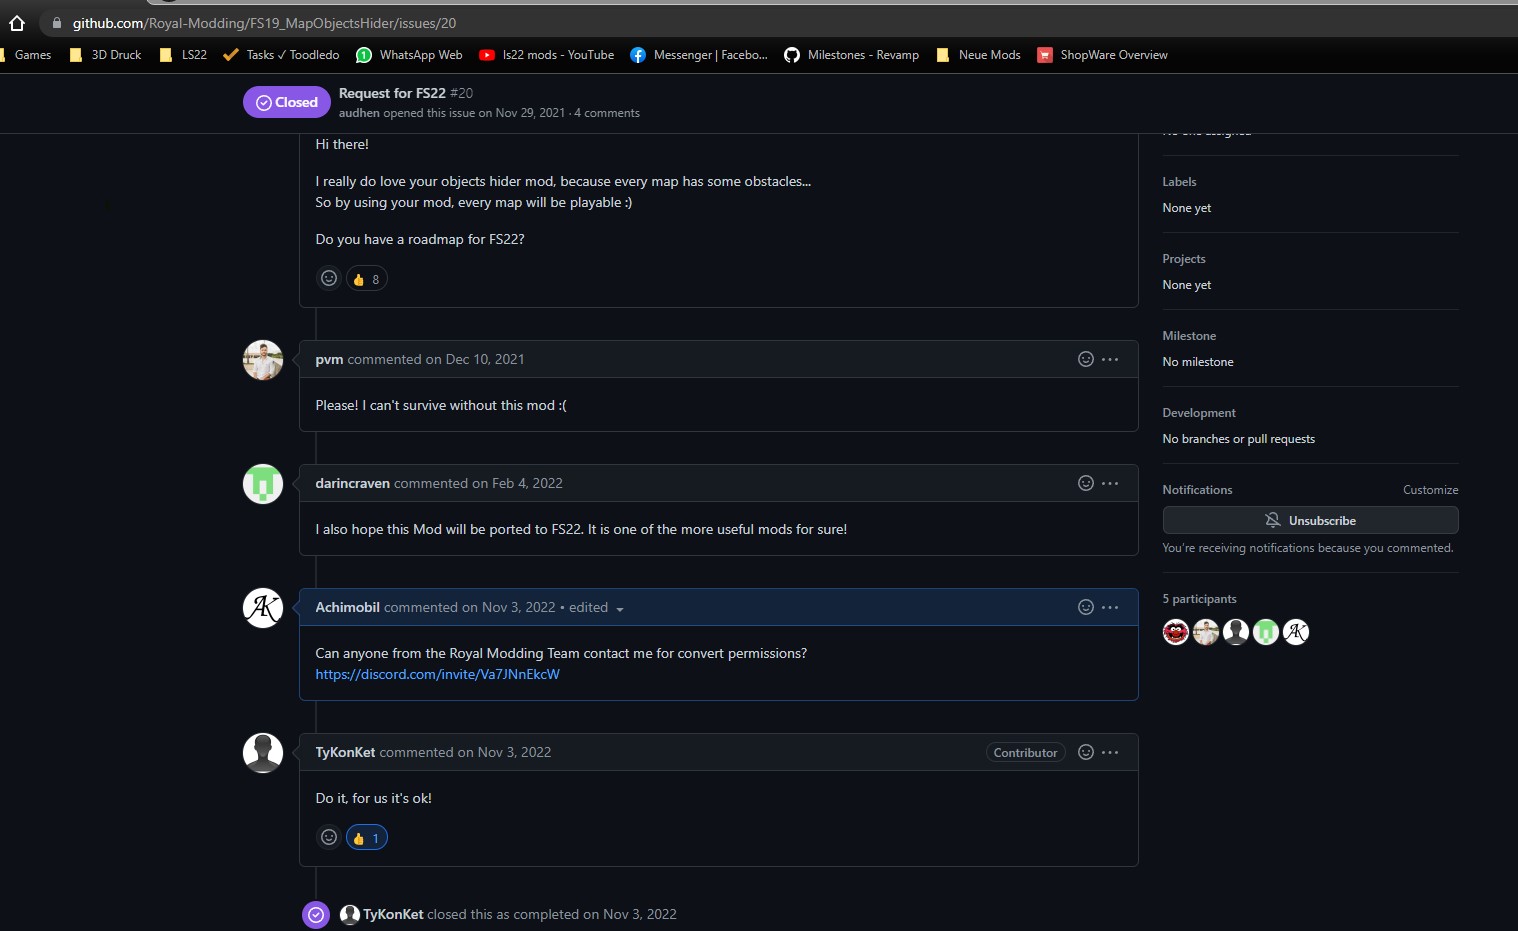 github.com/Royal-Modding/FS19_MapObjectsHider/issues/20
Games 3D Druck LS22 Tasks ✓ Toodledo 1 WhatsApp Web ls22 mods - YouTube Messenger | Facebo... Milestones - Revamp Neue Mods ShopWare Overview
Closed
Request for FS22 #20
audhen opened this issue on Nov 29, 2021 · 4 comments
Hi there!
I really do love your objects hider mod, because every map has some obstacles...
So by using your mod, every map will be playable :)
Do you have a roadmap for FS22?
👍 8
pvm commented on Dec 10, 2021
Please! I can't survive without this mod :(
darincraven commented on Feb 4, 2022
I also hope this Mod will be ported to FS22. It is one of the more useful mods for sure!
AK
Achimobil commented on Nov 3, 2022 • edited
Can anyone from the Royal Modding Team contact me for convert permissions?
https://discord.com/invite/Va7JNnEkcW
TyKonKet commented on Nov 3, 2022 Contributor
Do it, for us it's ok!
👍 1
TyKonKet closed this as completed on Nov 3, 2022
No one assigned
Labels
None yet
Projects
None yet
Milestone
No milestone
Development
No branches or pull requests
Notifications Customize
Unsubscribe
You're receiving notifications because you commented.
5 participants
AK